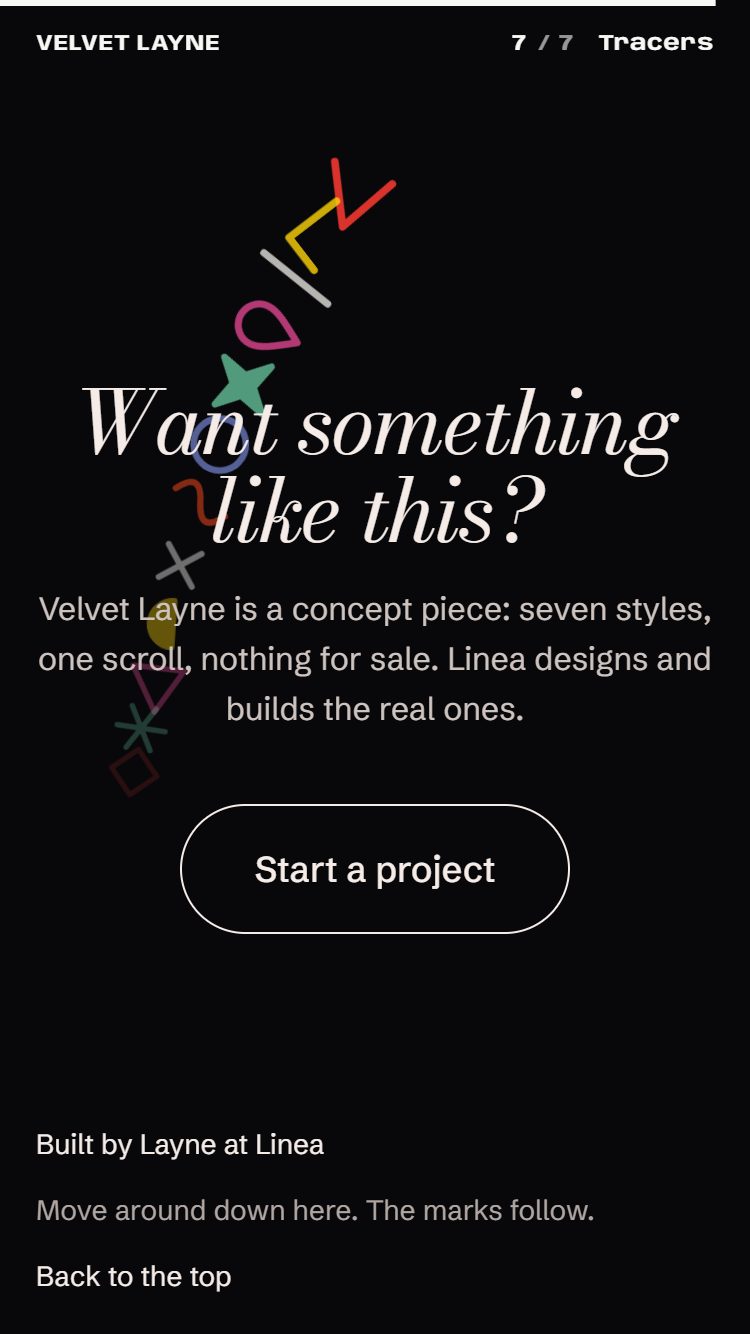 VELVET LAYNE
7 / 7 Tracers
Want something
like this?
Velvet Layne is a concept piece: seven styles,
one scroll, nothing for sale. Linea designs and
builds the real ones.
Start a project
Built by Layne at Linea
Move around down here. The marks follow.
Back to the top